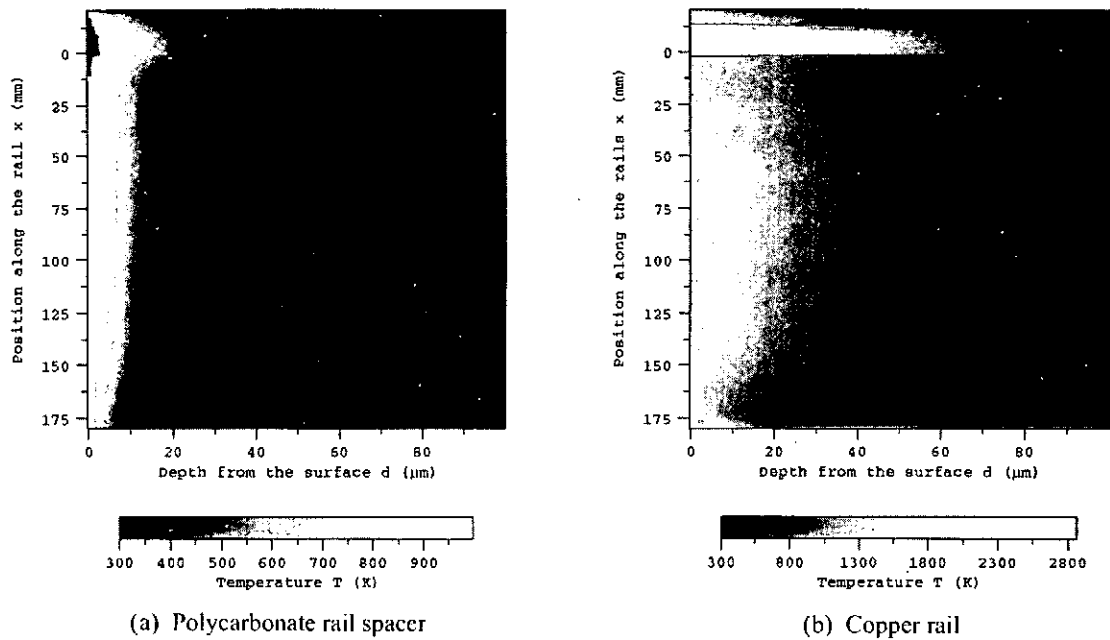 Position along the rail x (mm)
0
25
50
75
100
125
150
175
0 20 40 60 80
Depth from the surface d (µm)
300 400 500 600 700 800 900
Temperature T (K)
(a) Polycarbonate rail spacer
Position along the rails x (mm)
0
25
50
75
100
125
150
175
0 20 40 60 80
Depth from the surface d (µm)
300 800 1300 1800 2300 2800
Temperature T (K)
(b) Copper rail